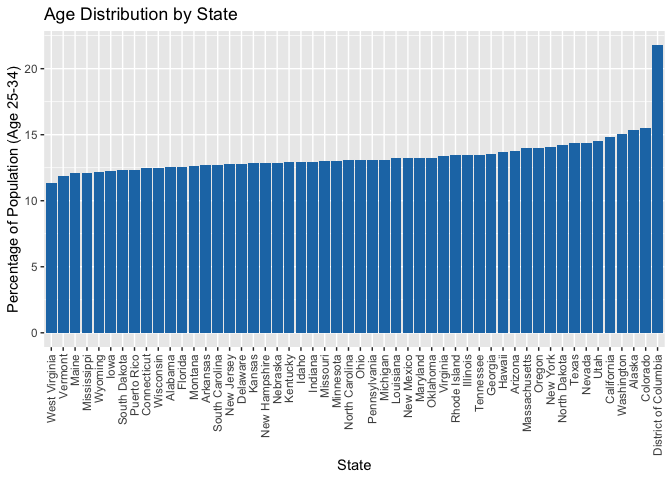 Age Distribution by State
Percentage of Population (Age 25-34)
20
15
10
5
0
West Virginia
Vermont
Maine
Mississippi
Wyoming
Iowa
South Dakota
Puerto Rico
Connecticut
Wisconsin
Alabama
Florida
Montana
Arkansas
South Carolina
New Jersey
Delaware
Kansas
New Hampshire
Nebraska
Kentucky
Idaho
Indiana
Missouri
Minnesota
North Carolina
Ohio
Pennsylvania
Michigan
Louisiana
New Mexico
Maryland
Oklahoma
Virginia
Rhode Island
Illinois
Tennessee
Georgia
Hawaii
Arizona
Massachusetts
Oregon
New York
North Dakota
Texas
Nevada
Utah
California
Washington
Alaska
Colorado
District of Columbia
State